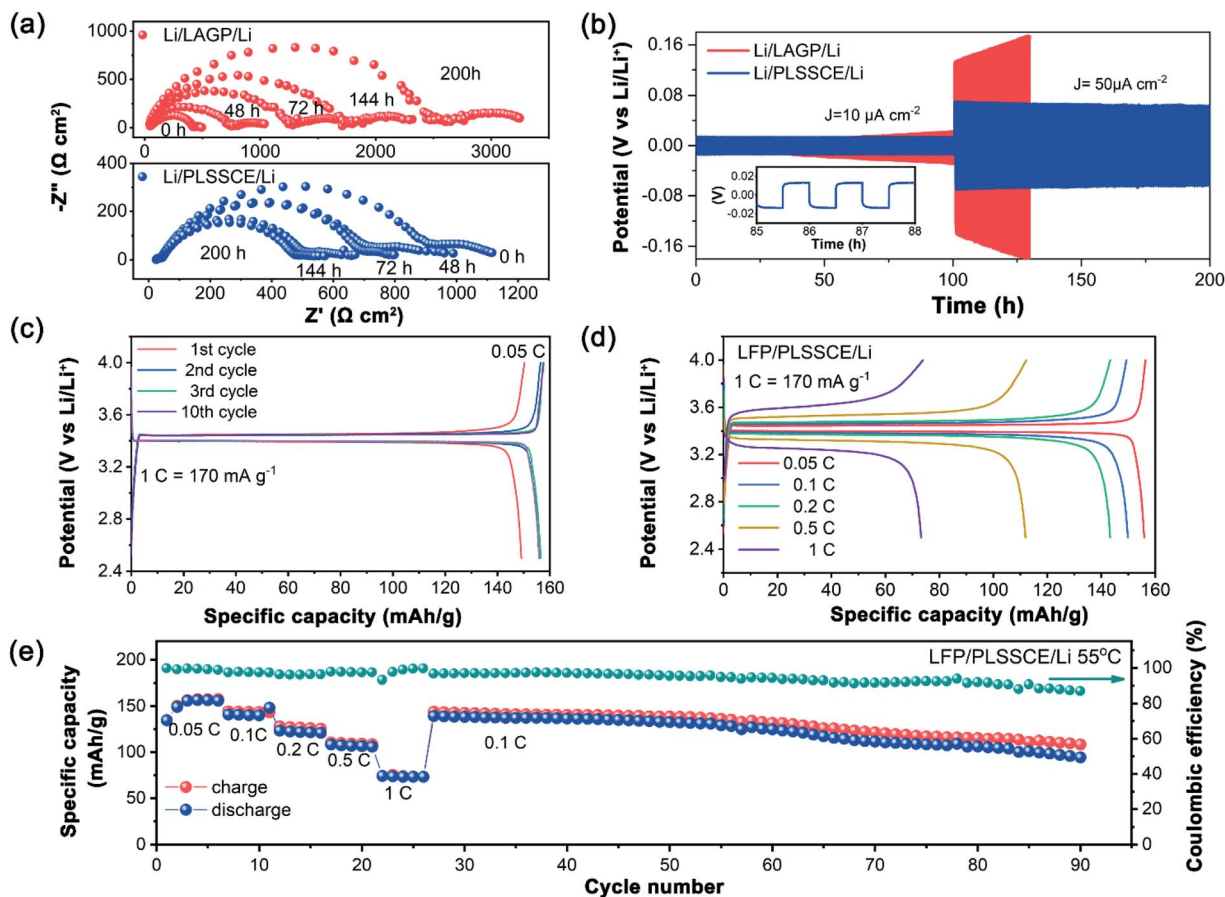 (a)
1000
500
0
Li/LAGP/Li
0 h
48 h
72 h
144 h
200h
0 1000 2000 3000
400
300
200
100
0
Li/PLSSCE/Li
200 h
144 h
72 h
48 h
0 h
0 200 400 600 800 1000 1200
-Z" (Ω cm²)
Z' (Ω cm²)
(b)
0.16
0.08
0.00
-0.08
-0.16
Potential (V vs Li/Li⁺)
Li/LAGP/Li
Li/PLSSCE/Li
J=10 µA cm⁻²
J= 50µA cm⁻²
0.02
0.00
-0.02
(V)
85 86 87 88
Time (h)
0 50 100 150 200
Time (h)
(c)
4.0
3.6
3.2
2.8
2.4
Potential (V vs Li/Li⁺)
1st cycle
2nd cycle
3rd cycle
10th cycle
0.05 C
1 C = 170 mA g⁻¹
0 20 40 60 80 100 120 140 160
Specific capacity (mAh/g)
(d)
4.0
3.6
3.2
2.8
2.4
Potential (V vs Li/Li⁺)
LFP/PLSSCE/Li
1 C = 170 mA g⁻¹
0.05 C
0.1 C
0.2 C
0.5 C
1 C
0 20 40 60 80 100 120 140 160
Specific capacity (mAh/g)
(e)
200
150
100
50
0
Specific capacity
(mAh/g)
LFP/PLSSCE/Li 55°C
0.05 C
0.1C
0.2 C
0.5 C
1 C
0.1 C
charge
discharge
100
80
60
40
20
0
Coulombic efficiency (%)
0 10 20 30 40 50 60 70 80 90
Cycle number